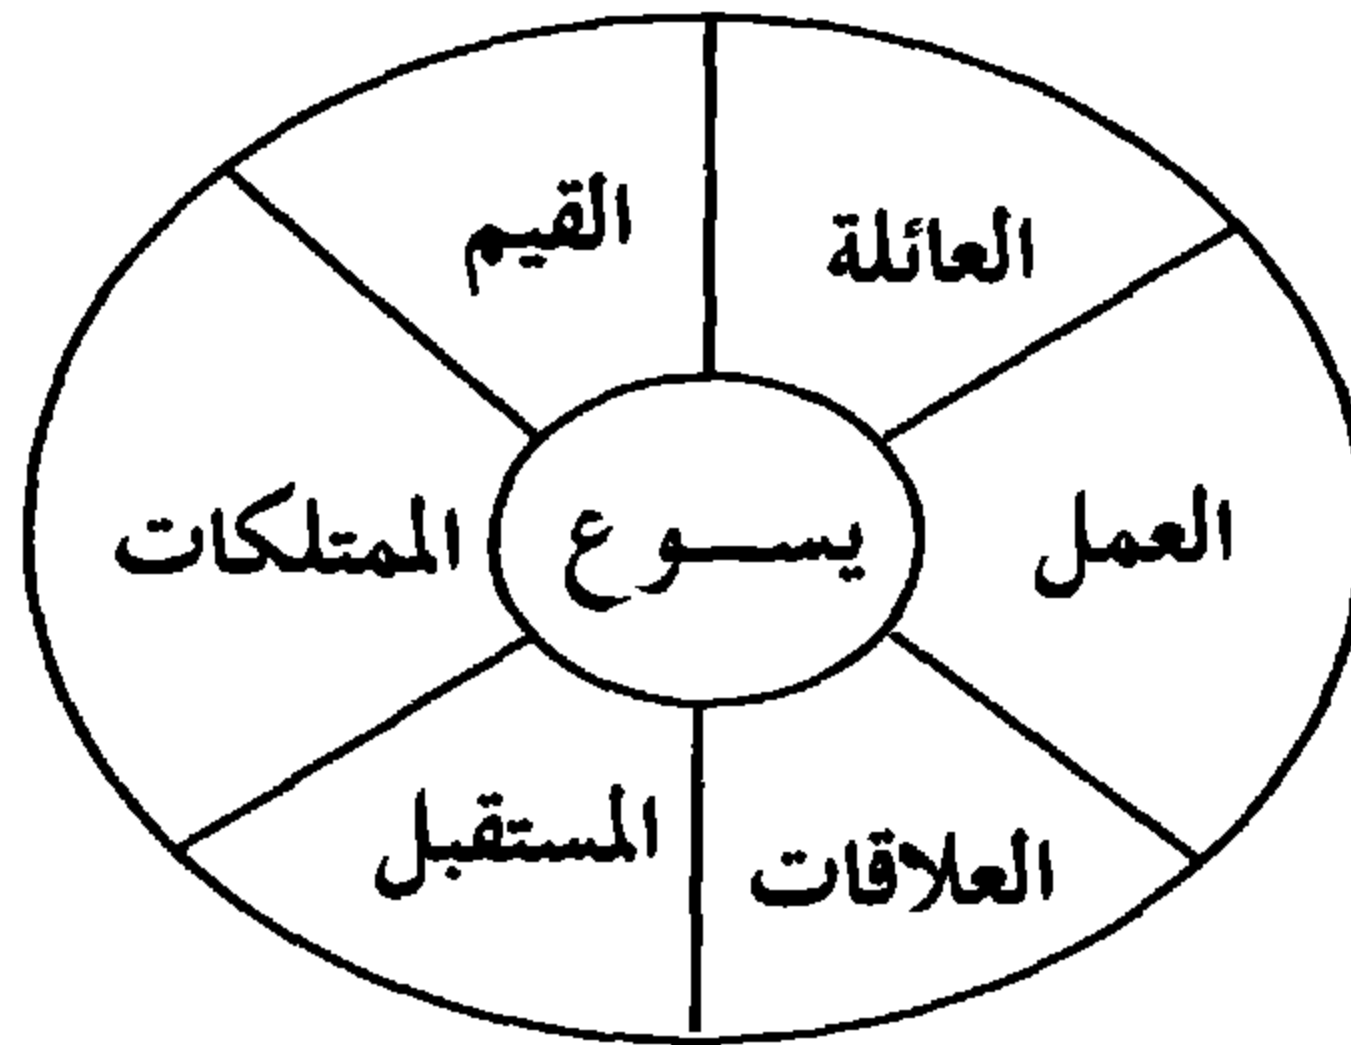 العائلة
القيم
العمل
يسوع
الممتلكات
المستقبل
العلاقات